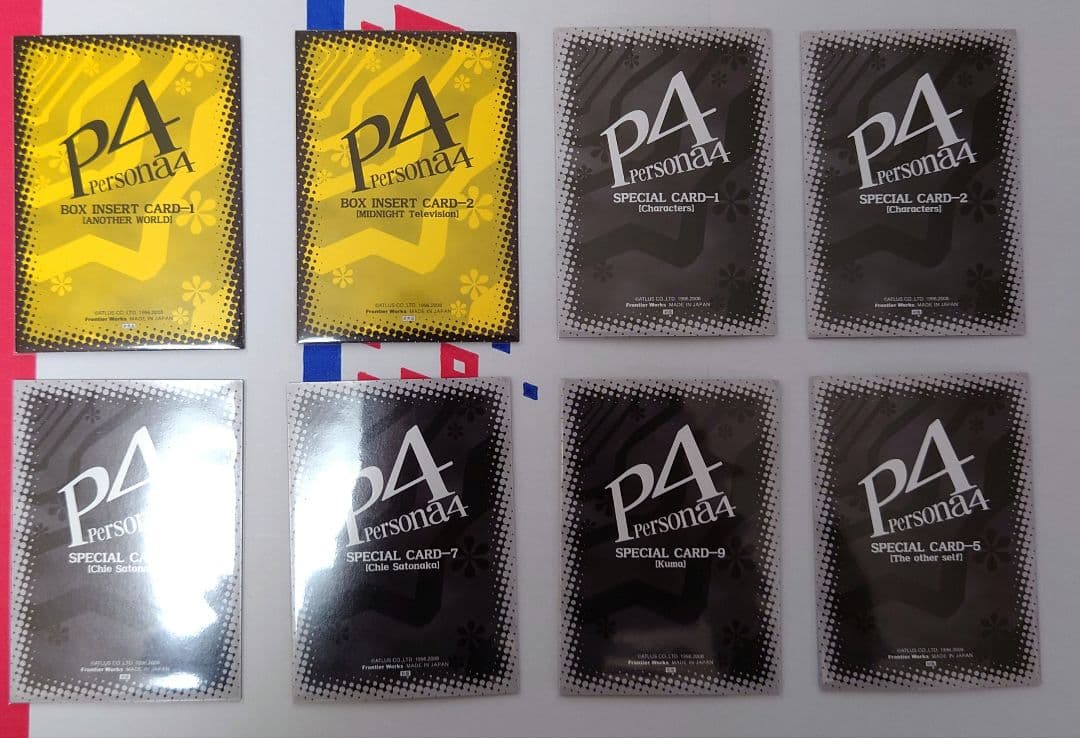 P4
Persona4
BOX INSERT CARD-1
[ANOTHER WORLD]
©ATLUS CO.,LTD. 1996,2008
Frontier Works MADE IN JAPAN
P4
Persona4
BOX INSERT CARD-2
[MIDNIGHT Television]
©ATLUS CO.,LTD. 1996,2008
Frontier Works MADE IN JAPAN
P4
Persona4
SPECIAL CARD-1
[Characters]
©ATLUS CO.,LTD. 1996,2008
Frontier Works MADE IN JAPAN
P4
Persona4
SPECIAL CARD-2
[Characters]
©ATLUS CO.,LTD. 1996,2008
Frontier Works MADE IN JAPAN
P4
SPECIAL
[Chie
©ATLUS CO.,LTD. 1996,2008
Frontier Works MADE IN JAPAN
P4
Persona4
SPECIAL CARD-7
[Chie Satonaka]
©ATLUS CO.,LTD. 1996,2008
Frontier Works MADE IN JAPAN
P4
Persona4
SPECIAL CARD-9
[Kuma]
©ATLUS CO.,LTD. 1996,2008
Frontier Works MADE IN JAPAN
P4
Persona4
SPECIAL CARD-5
[The other self]
©ATLUS CO.,LTD. 1996,2008
Frontier Works MADE IN JAPAN